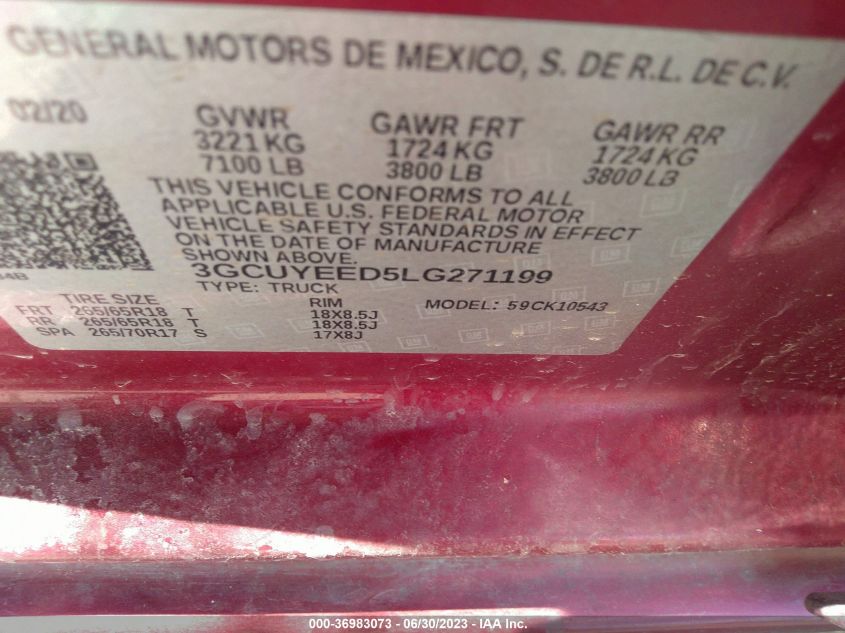 GENERAL MOTORS DE MEXICO, S. DE R.L. DE C.V.
02/20 GVWR GAWR FRT GAWR RR
3221 KG 1724 KG 1724 KG
7100 LB 3800 LB 3800 LB
THIS VEHICLE CONFORMS TO ALL
APPLICABLE U.S. FEDERAL MOTOR
VEHICLE SAFETY STANDARDS IN EFFECT
ON THE DATE OF MANUFACTURE
SHOWN ABOVE.
3GCUYEED5LG271199
TYPE: TRUCK MODEL: 59CK10543
TIRE SIZE RIM
FRT 265/65R18 T 18X8.5J
RR 265/65R18 T 18X8.5J
SPA 265/70R17 S 17X8J
000-36983073 - 06/30/2023 - IAA Inc.